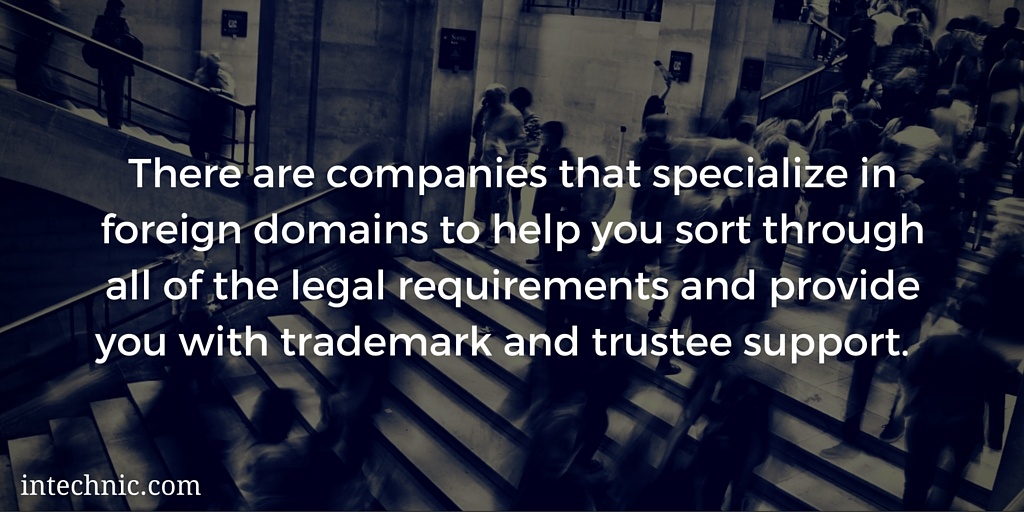 There are companies that specialize in
foreign domains to help you sort through
all of the legal requirements and provide
you with trademark and trustee support.
intechnic.com